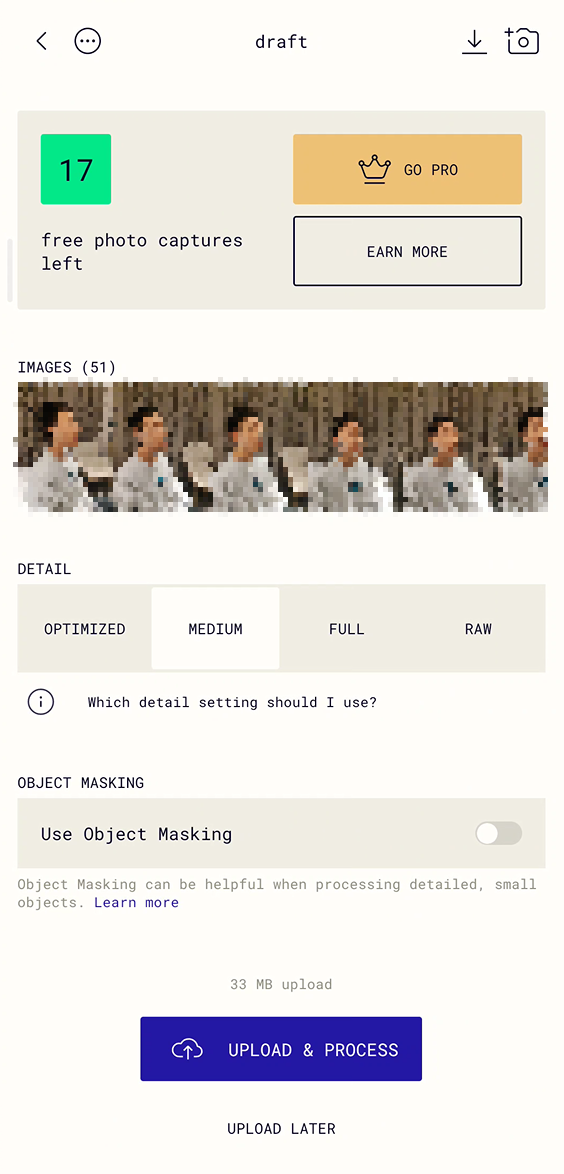 draft
17
GO PRO
free photo captures
left
EARN MORE
IMAGES (51)
DETAIL
OPTIMIZED
MEDIUM
FULL
RAW
Which detail setting should I use?
OBJECT MASKING
Use Object Masking
Object Masking can be helpful when processing detailed, small
objects. Learn more
33 MB upload
UPLOAD & PROCESS
UPLOAD LATER